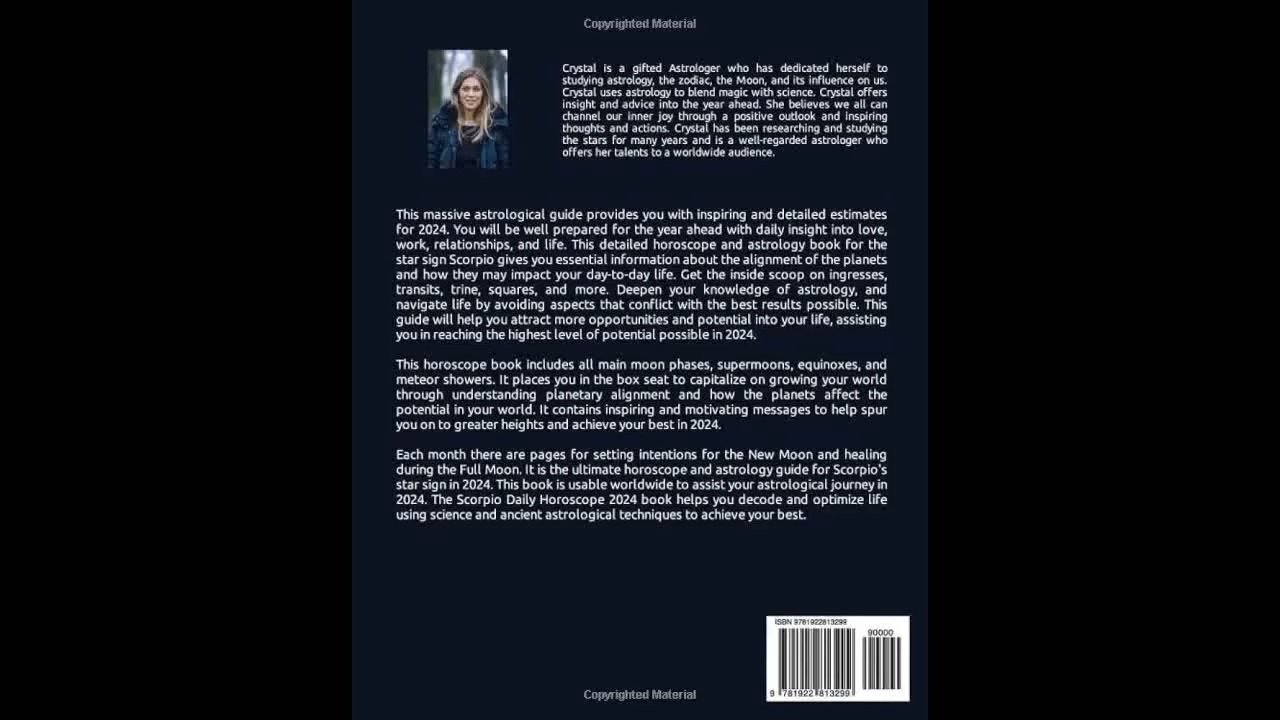 Copyrighted Material
Crystal is a gifted Astrologer who has dedicated herself to
studying astrology, the zodiac, the Moon, and its influence on us.
Crystal uses astrology to blend magic with science. Crystal offers
insight and advice into the year ahead. She believes we all can
channel our inner joy through a positive outlook and inspiring
thoughts and actions. Crystal has been researching and studying
the stars for many years and is a well-regarded astrologer who
offers her talents to a worldwide audience.
This massive astrological guide provides you with inspiring and detailed estimates
for 2024. You will be well prepared for the year ahead with daily insight into love,
work, relationships, and life. This detailed horoscope and astrology book for the
star sign Scorpio gives you essential information about the alignment of the planets
and how they may impact your day-to-day life. Get the inside scoop on ingresses,
transits, trine, squares, and more. Deepen your knowledge of astrology, and
navigate life by avoiding aspects that conflict with the best results possible. This
guide will help you attract more opportunities and potential into your life, assisting
you in reaching the highest level of potential possible in 2024.
This horoscope book includes all main moon phases, supermoons, equinoxes, and
meteor showers. It places you in the box seat to capitalize on growing your world
through understanding planetary alignment and how the planets affect the
potential in your world. It contains inspiring and motivating messages to help spur
you on to greater heights and achieve your best in 2024.
Each month there are pages for setting intentions for the New Moon and healing
during the Full Moon. It is the ultimate horoscope and astrology guide for Scorpio's
star sign in 2024. This book is usable worldwide to assist your astrological journey in
2024. The Scorpio Daily Horoscope 2024 book helps you decode and optimize life
using science and ancient astrological techniques to achieve your best.
ISBN 9781922813299
90000
9 781922 813299
Copyrighted Material